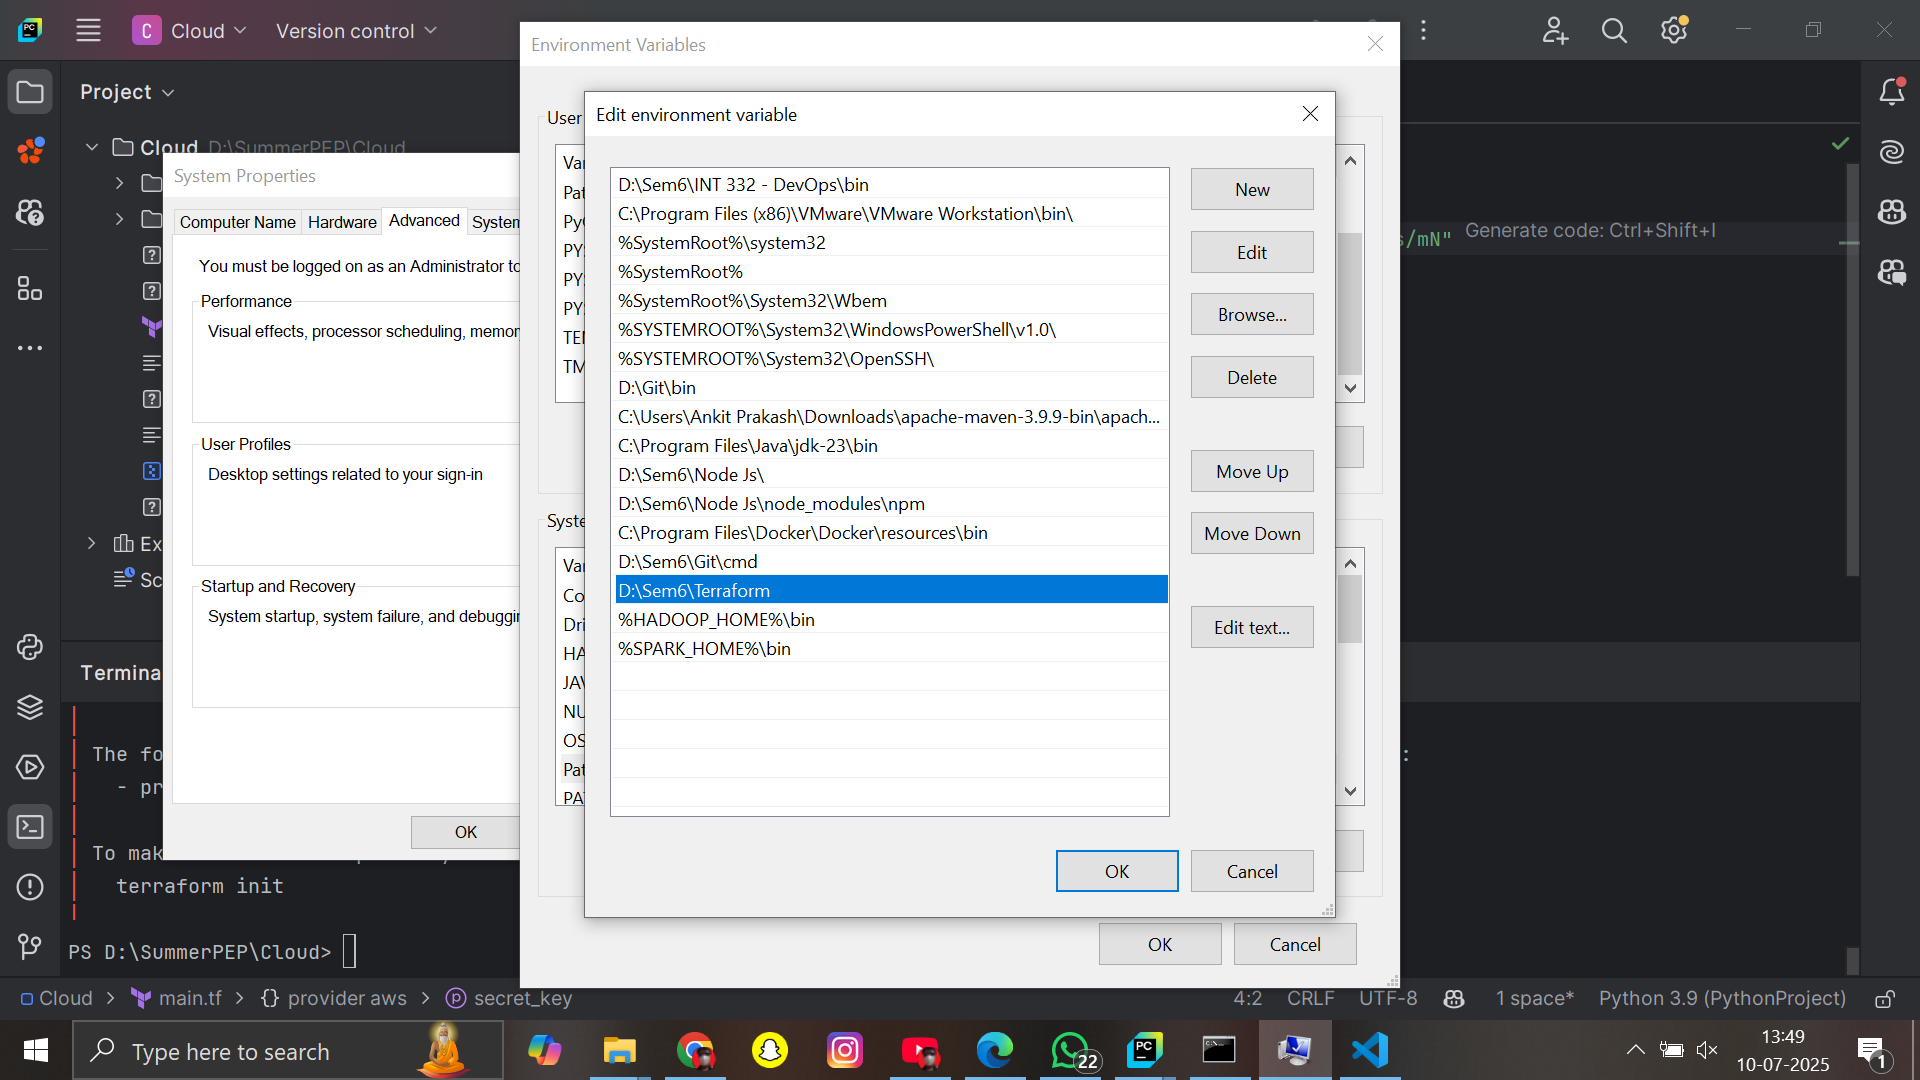 PC
C Cloud
Version control
Project
Cloud D:\SummerPEP\Cloud
System Properties
Computer Name
Hardware
Advanced
System
You must be logged on as an Administrator to
Performance
Visual effects, processor scheduling, memor
User Profiles
Desktop settings related to your sign-in
Startup and Recovery
System startup, system failure, and debuggin
OK
Ex
Sc
Environment Variables
User
Va
Pat
PyC
PY
PY
PY
TE
TM
Syste
Va
Co
Dri
HA
JAV
NU
OS
Pat
PA
OK
Cancel
Edit environment variable
D:\Sem6\INT 332 - DevOps\bin
C:\Program Files (x86)\VMware\VMware Workstation\bin\
%SystemRoot%\system32
%SystemRoot%
%SystemRoot%\System32\Wbem
%SYSTEMROOT%\System32\WindowsPowerShell\v1.0\
%SYSTEMROOT%\System32\OpenSSH\
D:\Git\bin
C:\Users\Ankit Prakash\Downloads\apache-maven-3.9.9-bin\apach...
C:\Program Files\Java\jdk-23\bin
D:\Sem6\Node Js\
D:\Sem6\Node Js\node_modules\npm
C:\Program Files\Docker\Docker\resources\bin
D:\Sem6\Git\cmd
D:\Sem6\Terraform
%HADOOP_HOME%\bin
%SPARK_HOME%\bin
New
Edit
Browse...
Delete
Move Up
Move Down
Edit text...
OK
Cancel
s/mN" Generate code: Ctrl+Shift+I
Termina
The fo
- pr
:
To mak
terraform init
PS D:\SummerPEP\Cloud>
Cloud > main.tf > {} provider aws > secret_key
4:2 CRLF UTF-8 1 space* Python 3.9 (PythonProject)
Type here to search
22
PC
13:49
10-07-2025
1